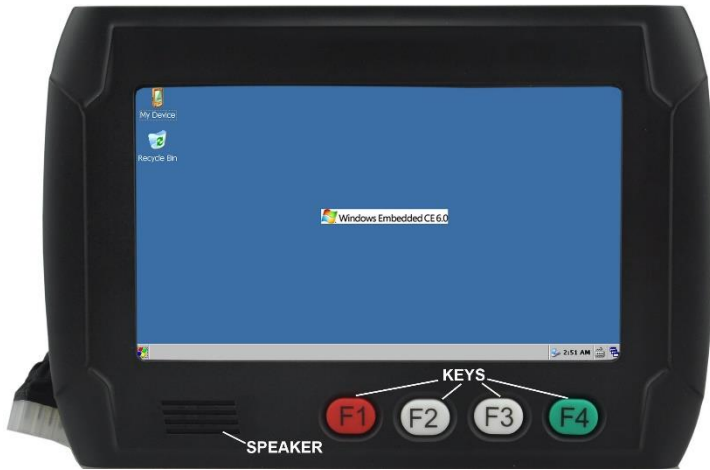 My Device
Recycle Bin
Windows Embedded CE 6.0
2:51 AM
KEYS
F1 F2 F3 F4
SPEAKER